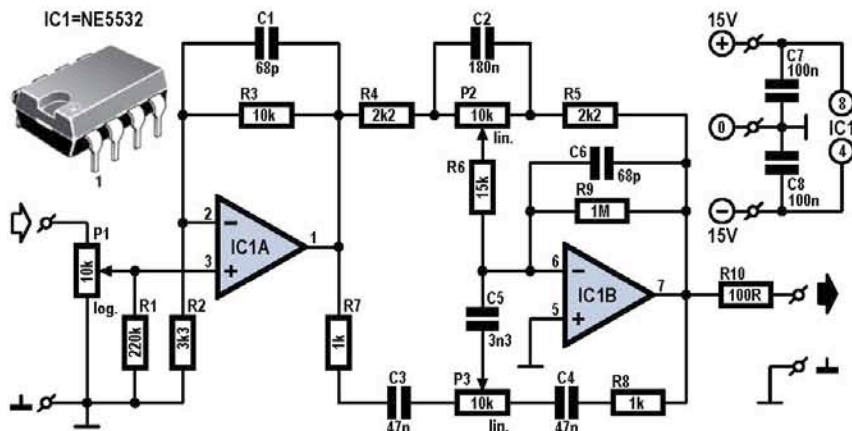 IC1=NE5532
1
C1
68p
R3
10k
R4
2k2
C2
180n
P2
10k
lin.
R5
2k2
R6
15k
C6
68p
R9
1M
15V
+
C7
100n
0
8
IC1
4
C8
100n
−
15V
P1
10k
log.
R1
220k
R2
3k3
2
−
IC1A
1
3
+
R7
1k
C5
3n3
6
−
IC1B
7
5
+
R10
100R
C3
47n
P3
10k
lin.
C4
47n
R8
1k